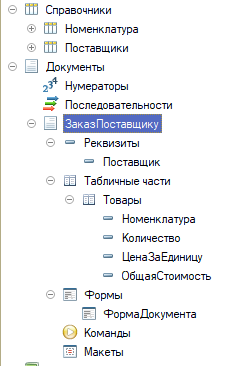 Справочники
Номенклатура
Поставщики
Документы
Нумераторы
Последовательности
ЗаказПоставщику
Реквизиты
Поставщик
Табличные части
Товары
Номенклатура
Количество
ЦенаЗаЕдиницу
ОбщаяСтоимость
Формы
ФормаДокумента
Команды
Макеты